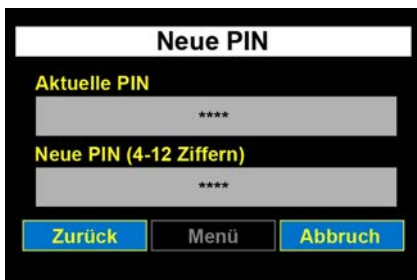 Neue PIN
Aktuelle PIN
****
Neue PIN (4-12 Ziffern)
****
Zurück Menü Abbruch